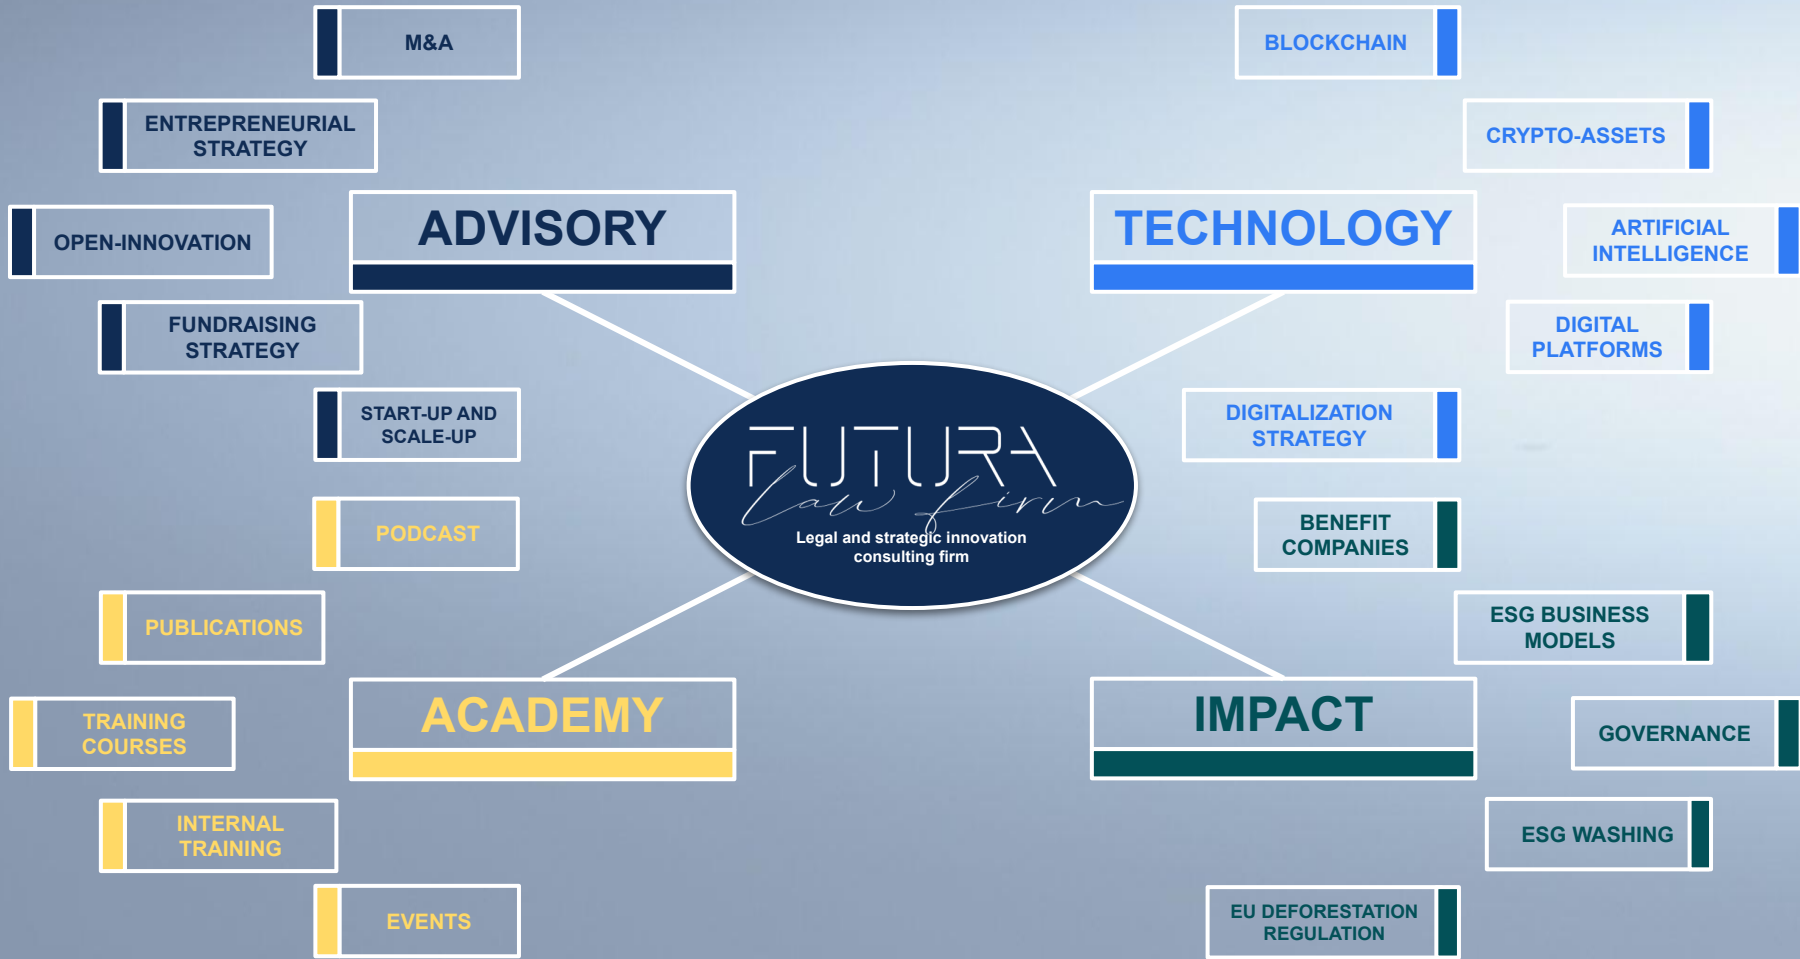 M&A
ENTREPRENEURIAL
STRATEGY
ADVISORY
OPEN-INNOVATION
FUNDRAISING
STRATEGY
START-UP AND
SCALE-UP
BLOCKCHAIN
CRYPTO-ASSETS
TECHNOLOGY
ARTIFICIAL
INTELLIGENCE
DIGITAL
PLATFORMS
DIGITALIZATION
STRATEGY
FUTURA
law firm
Legal and strategic innovation
consulting firm
PODCAST
PUBLICATIONS
ACADEMY
TRAINING
COURSES
INTERNAL
TRAINING
EVENTS
BENEFIT
COMPANIES
ESG BUSINESS
MODELS
IMPACT
GOVERNANCE
ESG WASHING
EU DEFORESTATION
REGULATION